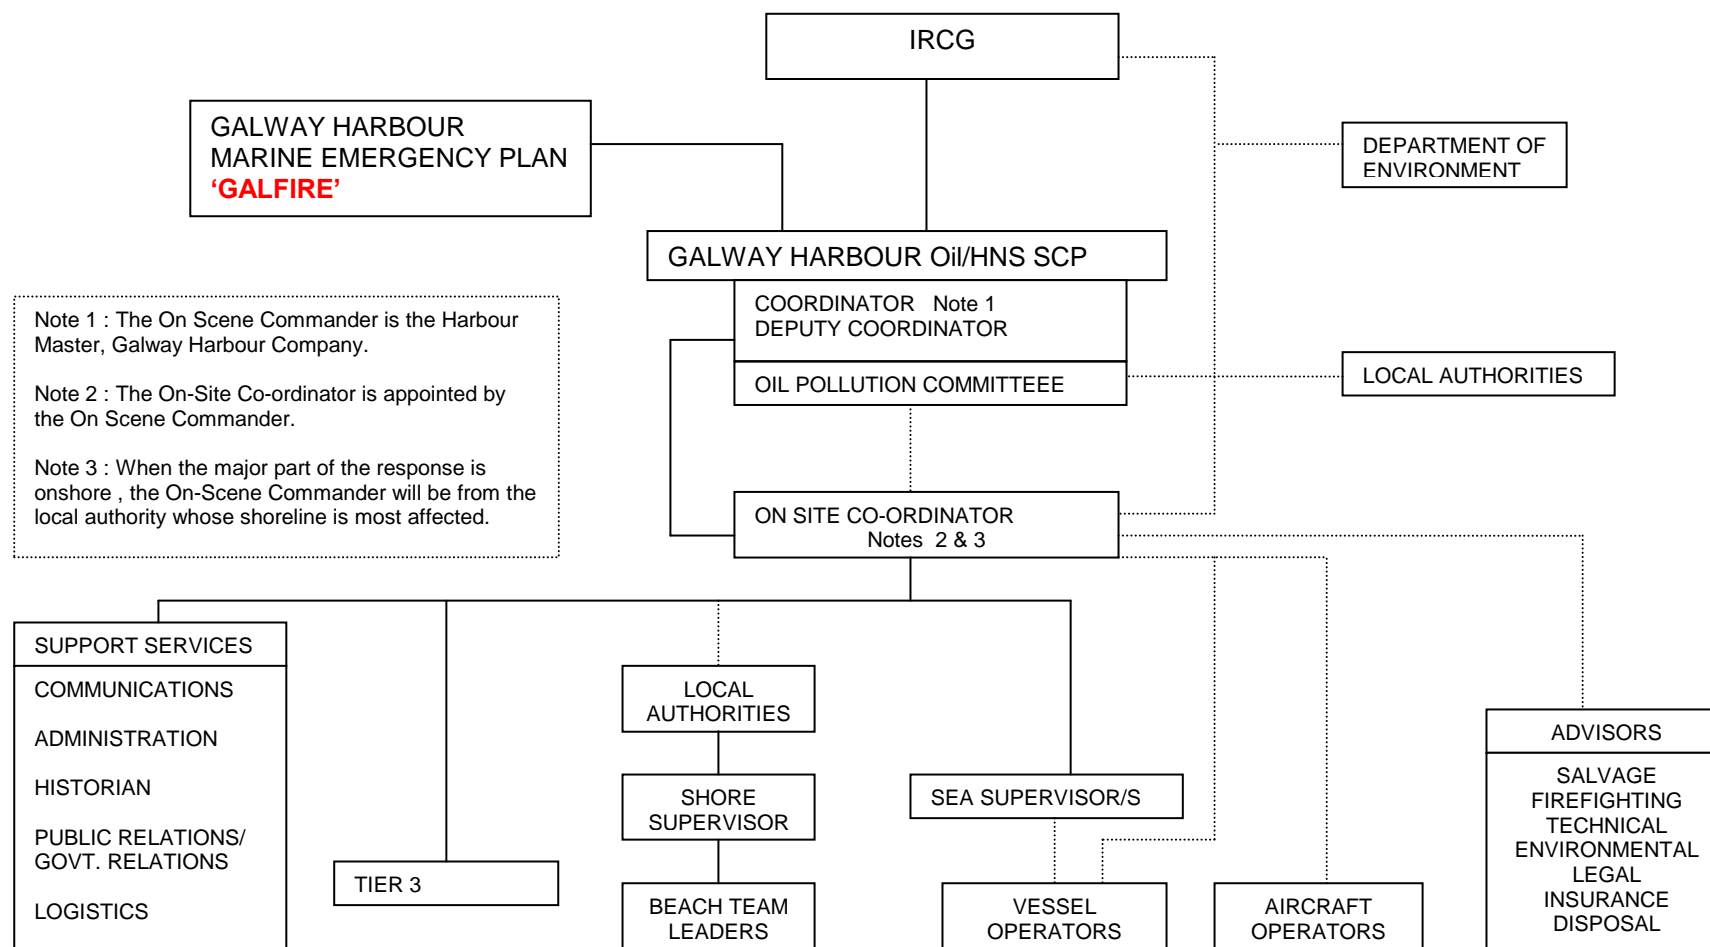 IRCG
GALWAY HARBOUR
MARINE EMERGENCY PLAN
‘GALFIRE’
DEPARTMENT OF
ENVIRONMENT
GALWAY HARBOUR Oil/HNS SCP
COORDINATOR Note 1
DEPUTY COORDINATOR
OIL POLLUTION COMMITTEEE
LOCAL AUTHORITIES
Note 1 : The On Scene Commander is the Harbour
Master, Galway Harbour Company.
Note 2 : The On-Site Co-ordinator is appointed by
the On Scene Commander.
Note 3 : When the major part of the response is
onshore , the On-Scene Commander will be from the
local authority whose shoreline is most affected.
ON SITE CO-ORDINATOR
Notes 2 & 3
SUPPORT SERVICES
COMMUNICATIONS
ADMINISTRATION
HISTORIAN
PUBLIC RELATIONS/
GOVT. RELATIONS
LOGISTICS
TIER 3
LOCAL
AUTHORITIES
SHORE
SUPERVISOR
BEACH TEAM
LEADERS
SEA SUPERVISOR/S
VESSEL
OPERATORS
AIRCRAFT
OPERATORS
ADVISORS
SALVAGE
FIREFIGHTING
TECHNICAL
ENVIRONMENTAL
LEGAL
INSURANCE
DISPOSAL